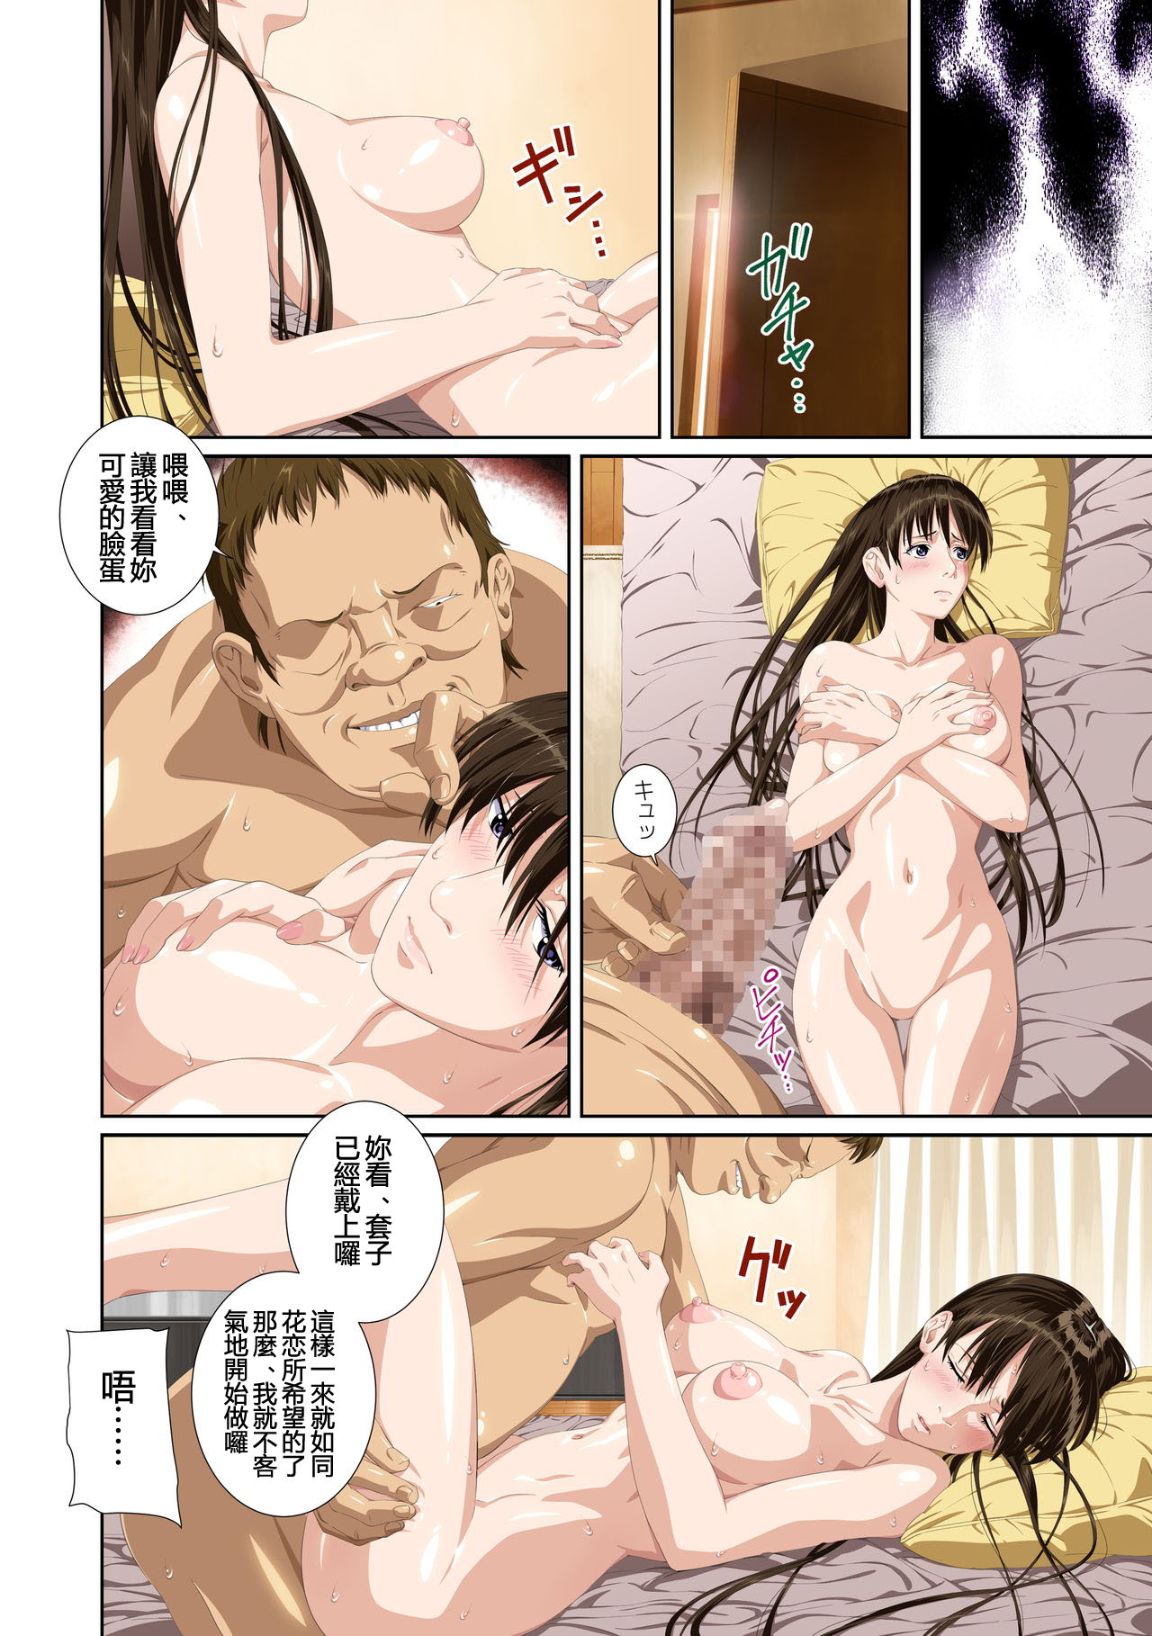 ガチャ…
ギシ…
キュッ
ピチッ…
喂喂、
讓我看看妳
可愛的臉蛋
妳看、套子
已經戴上囉
這樣一來就如同
花恋所希望的了
那麼、我就不客
氣地開始做囉
グッ
唔……